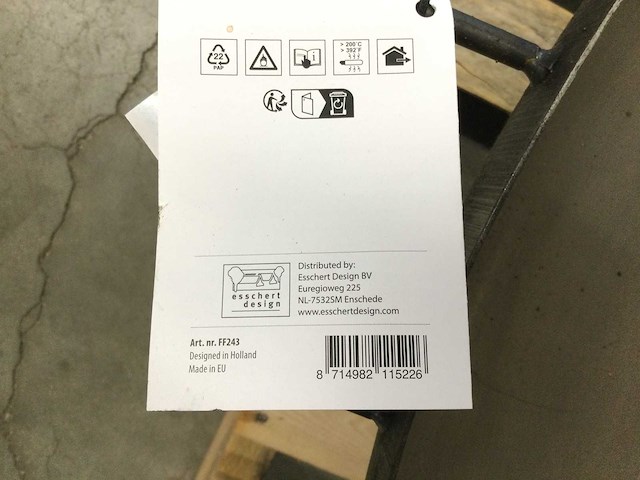 22
PAP
i
> 200°C
> 392°F
esschert
design
Distributed by:
Esschert Design BV
Euregioweg 225
NL-7532SM Enschede
www.esschertdesign.com
Art. nr. FF243
Designed in Holland
Made in EU
8 714982 115226